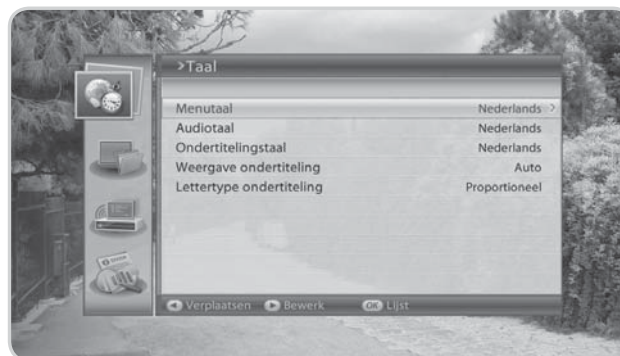 >Taal
Menutaal Nederlands >
Audiotaal Nederlands
Ondertitelingstaal Nederlands
Weergave ondertiteling Auto
Lettertype ondertiteling Proportioneel
Verplaatsen Bewerk OK Lijst